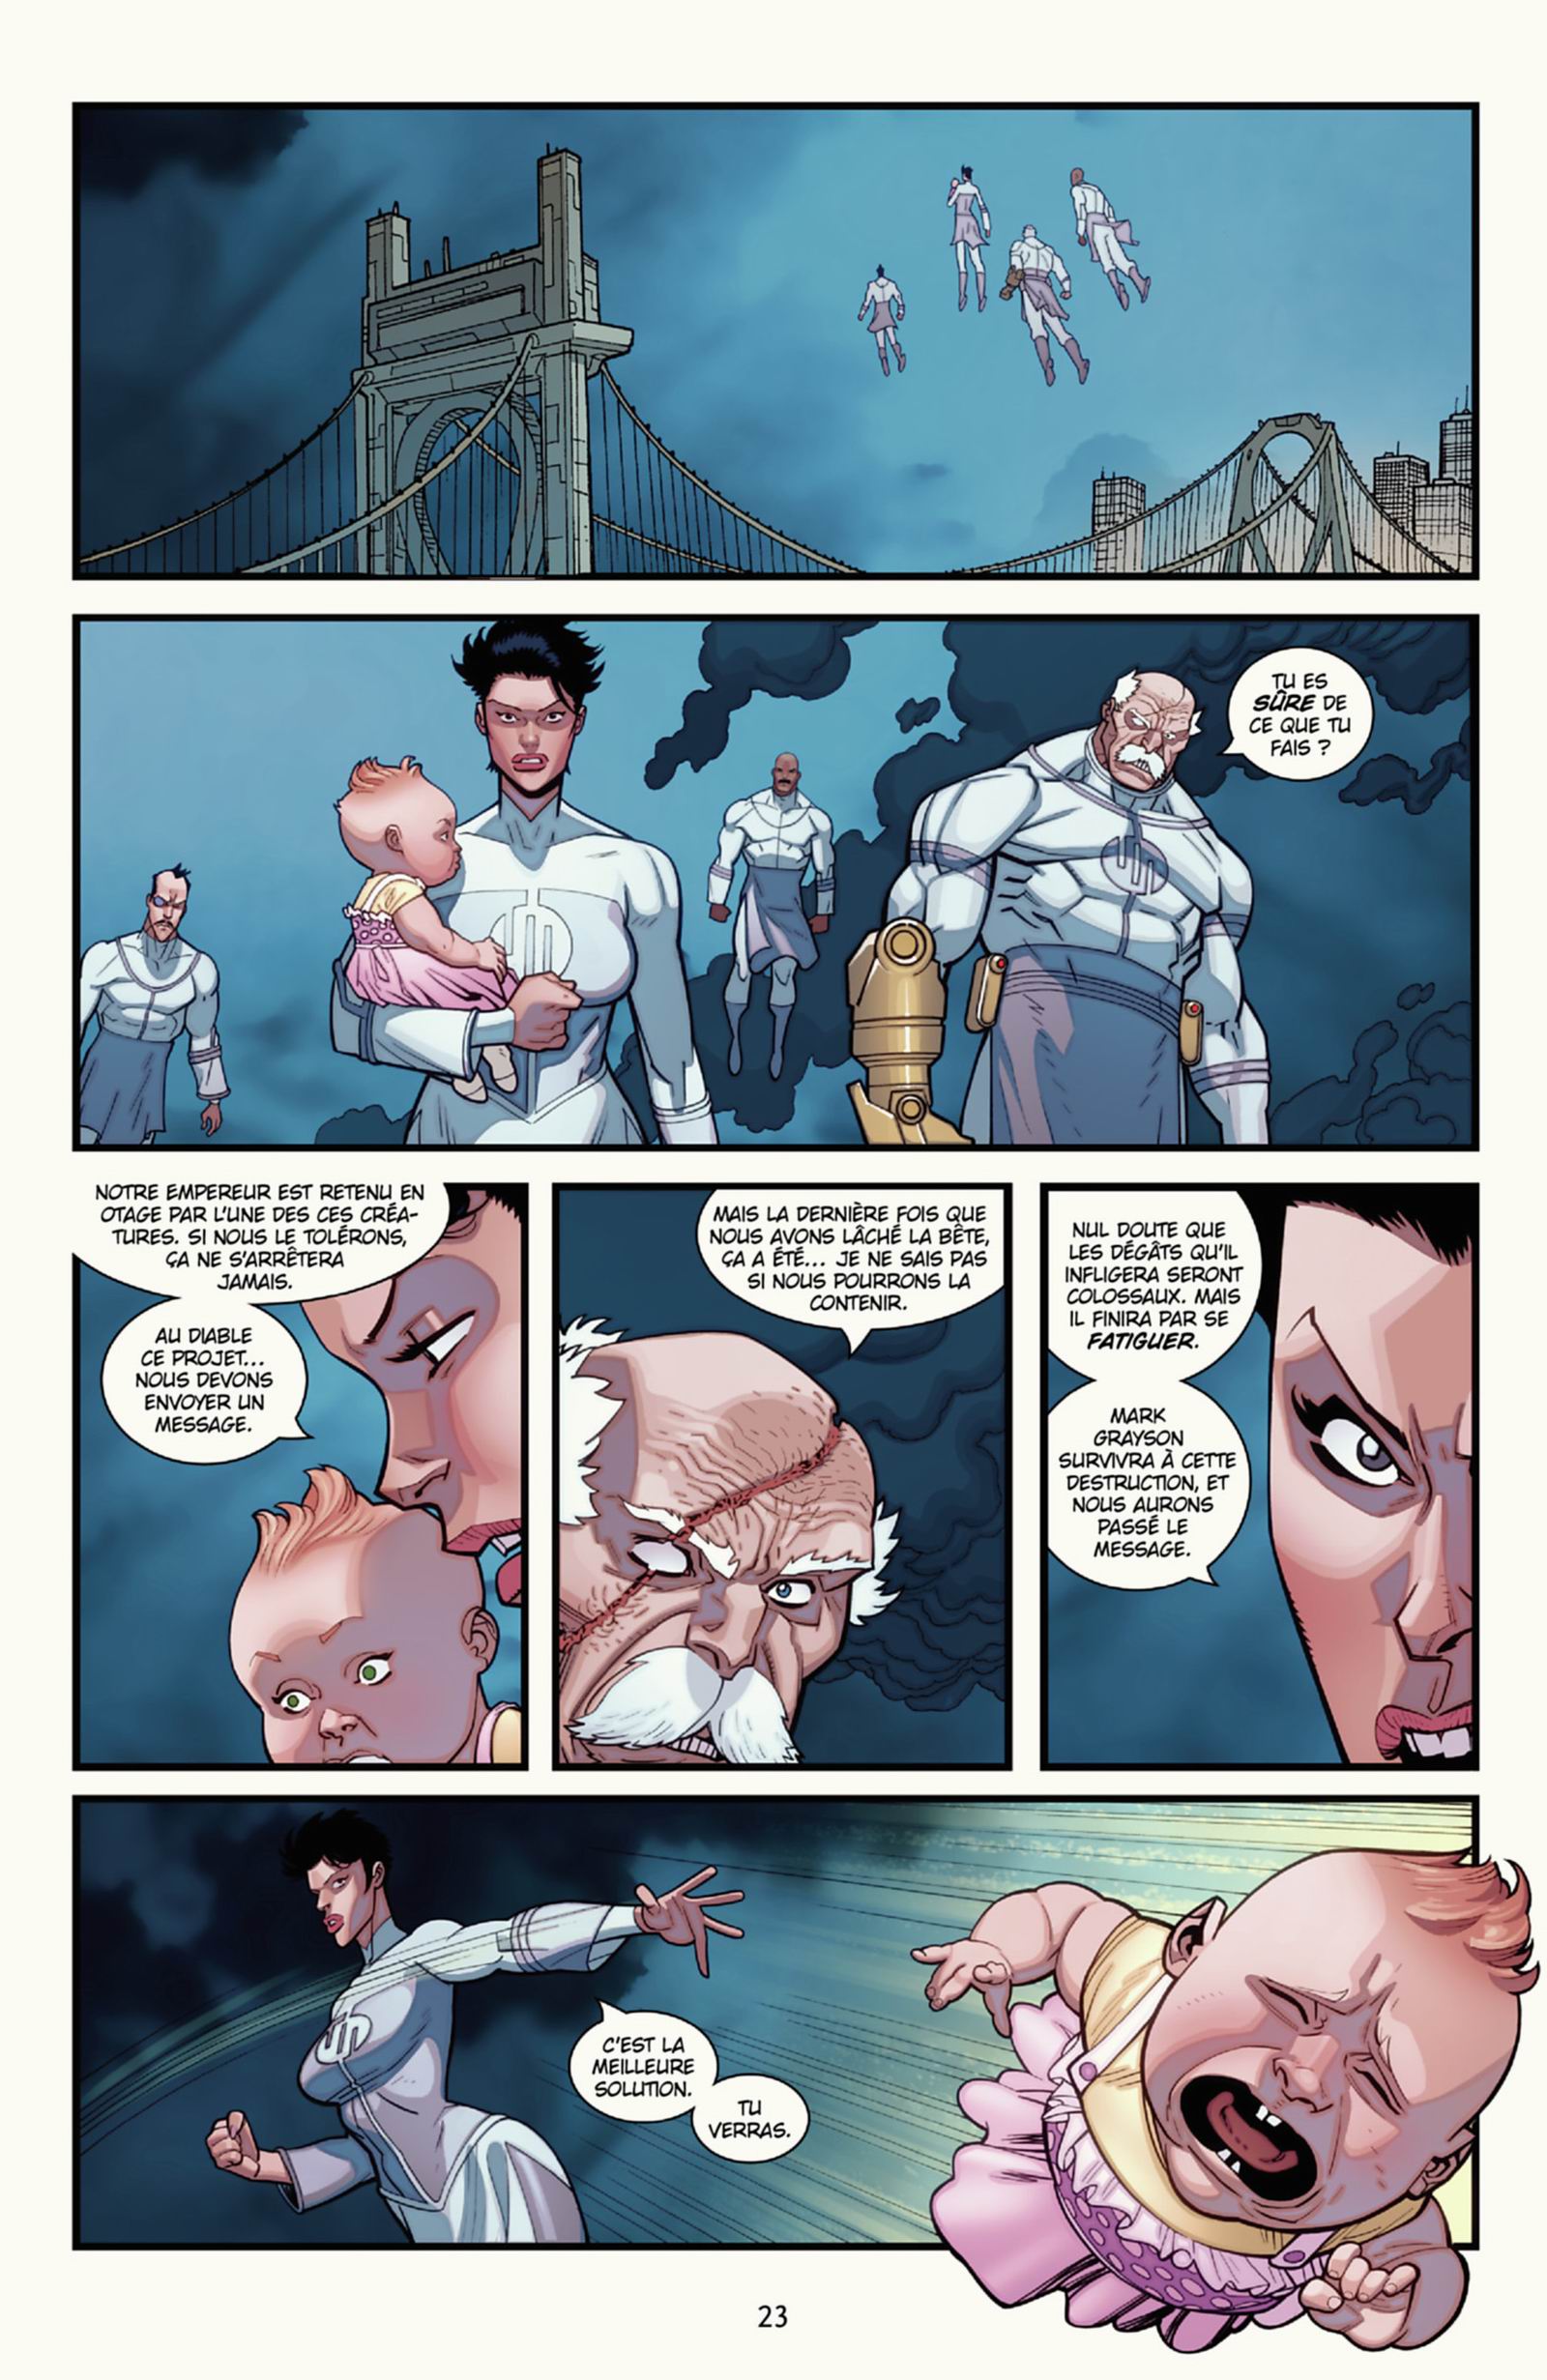 TU ES
SÛRE DE
CE QUE TU
FAIS ?
NOTRE EMPEREUR EST RETENU EN
OTAGE PAR L'UNE DES CES CRÉA-
TURES. SI NOUS LE TOLÉRONS,
ÇA NE S'ARRÊTERA
JAMAIS.
AU DIABLE
CE PROJET...
NOUS DEVONS
ENVOYER UN
MESSAGE.
MAIS LA DERNIÈRE FOIS QUE
NOUS AVONS LÂCHÉ LA BÊTE,
ÇA A ÉTÉ... JE NE SAIS PAS
SI NOUS POURRONS LA
CONTENIR.
NUL DOUTE QUE
LES DÉGÂTS QU'IL
INFLIGERA SERONT
COLOSSAUX. MAIS
IL FINIRA PAR SE
FATIGUER.
MARK
GRAYSON
SURVIVRA À CETTE
DESTRUCTION, ET
NOUS AURONS
PASSÉ LE
MESSAGE.
C'EST LA
MEILLEURE
SOLUTION.
TU
VERRAS.
23